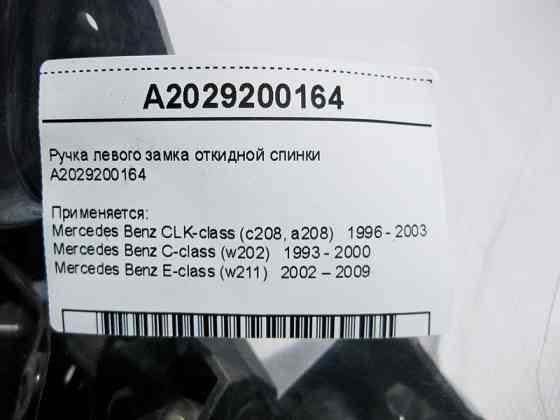 A2029200164
Ручка левого замка откидной спинки
A2029200164
Применяется:
Mercedes Benz CLK-class (c208, a208) 1996 - 2003
Mercedes Benz C-class (w202) 1993 - 2000
Mercedes Benz E-class (w211) 2002 – 2009